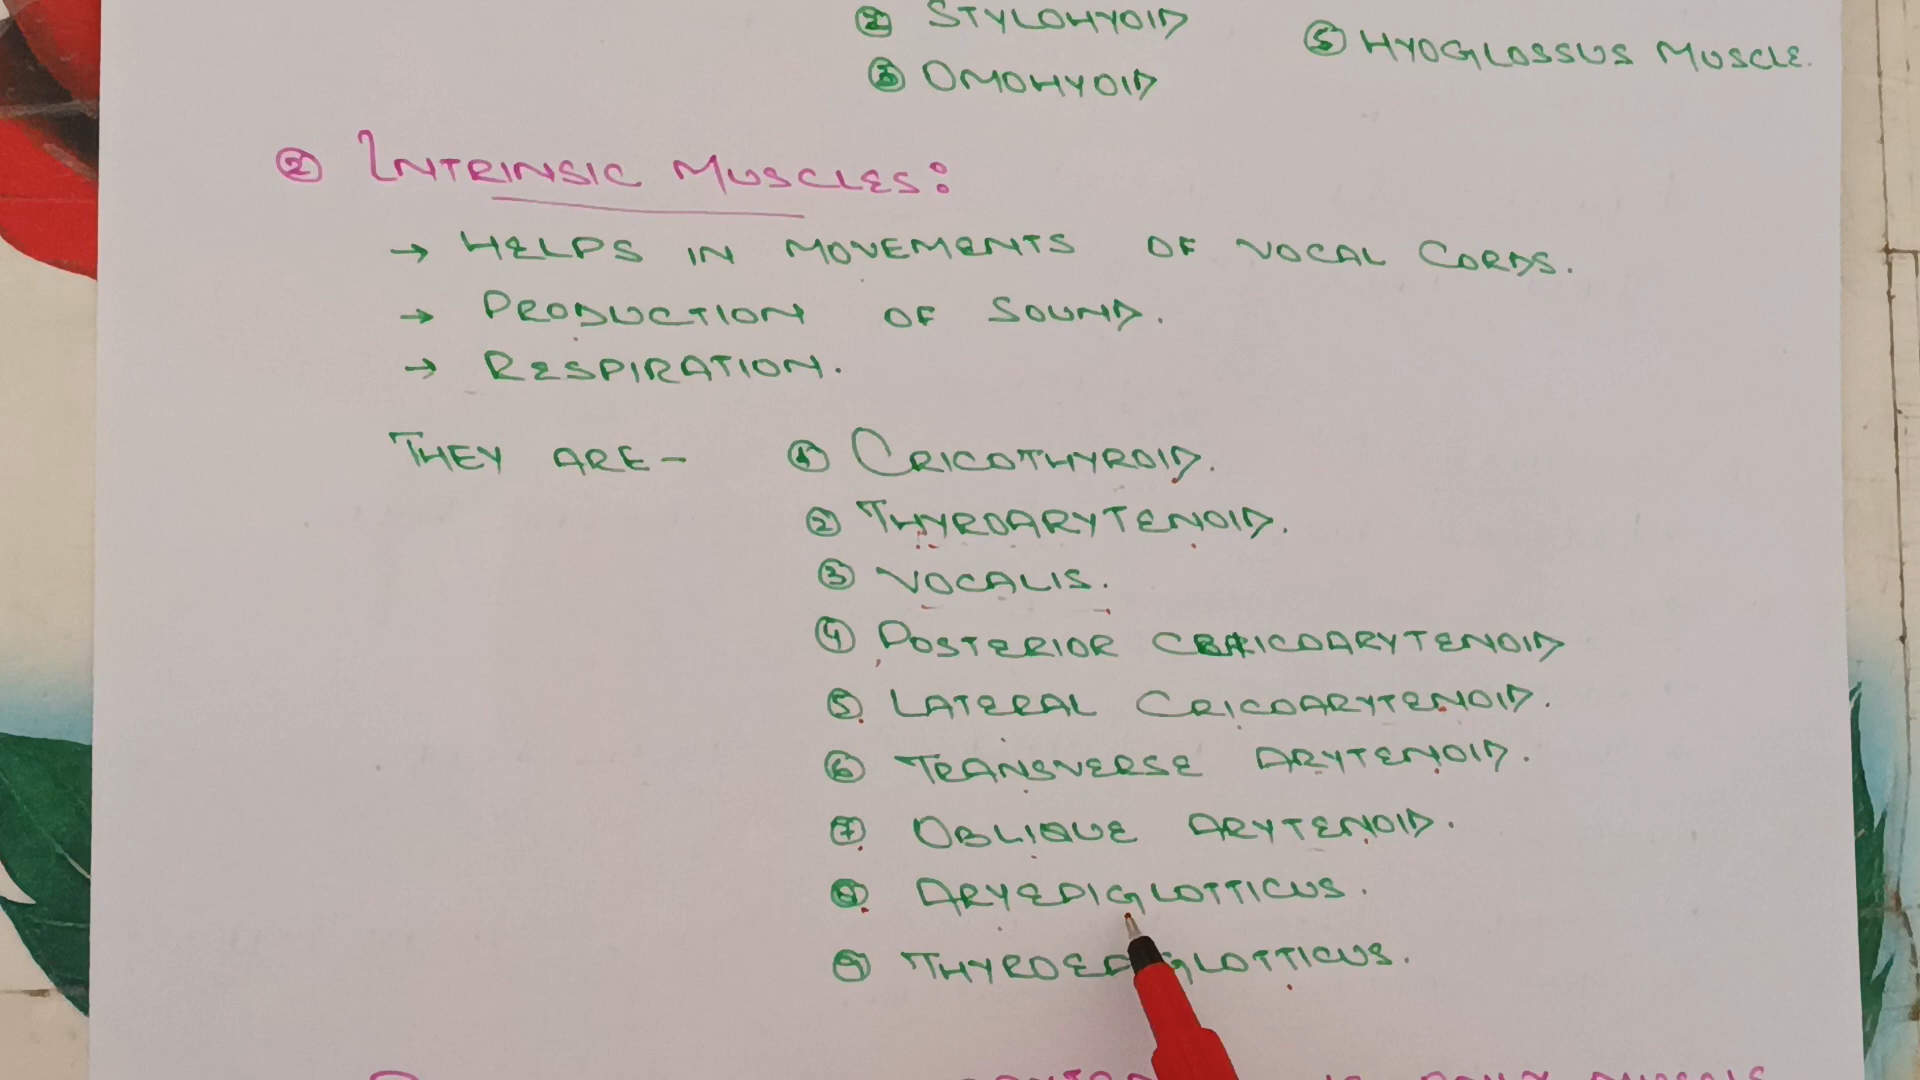 ② STYLOHYOID
⑤ HYOGLOSSUS MUSCLE.
③ OMOHYOID
② INTRINSIC MUSCLES:
→ HELPS IN MOVEMENTS OF VOCAL CORDS.
→ PRODUCTION OF SOUND.
→ RESPIRATION.
THEY ARE - ① CRICOTHYROID.
② THYROARYTENOID.
③ VOCALIS.
④ POSTERIOR CRICOARYTENOID
⑤ LATERAL CRICOARYTENOID.
⑥ TRANSVERSE ARYTENOID.
⑦ OBLIQUE ARYTENOID.
⑧ ARYEPIGLOTTICUS.
⑨